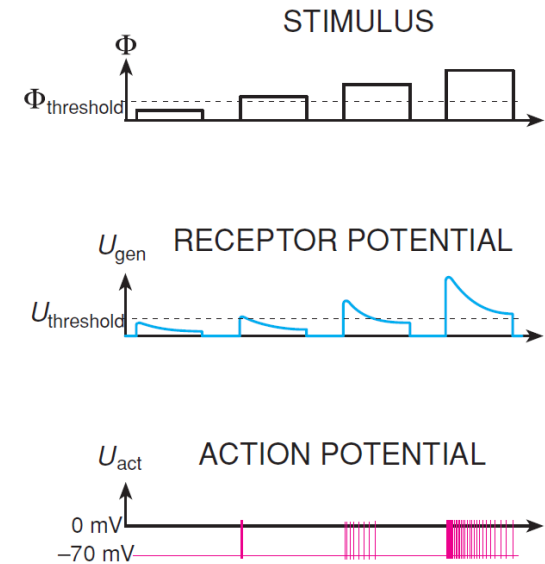 STIMULUS
Φ
Φthreshold
Ugen RECEPTOR POTENTIAL
Uthreshold
Uact ACTION POTENTIAL
0 mV
–70 mV